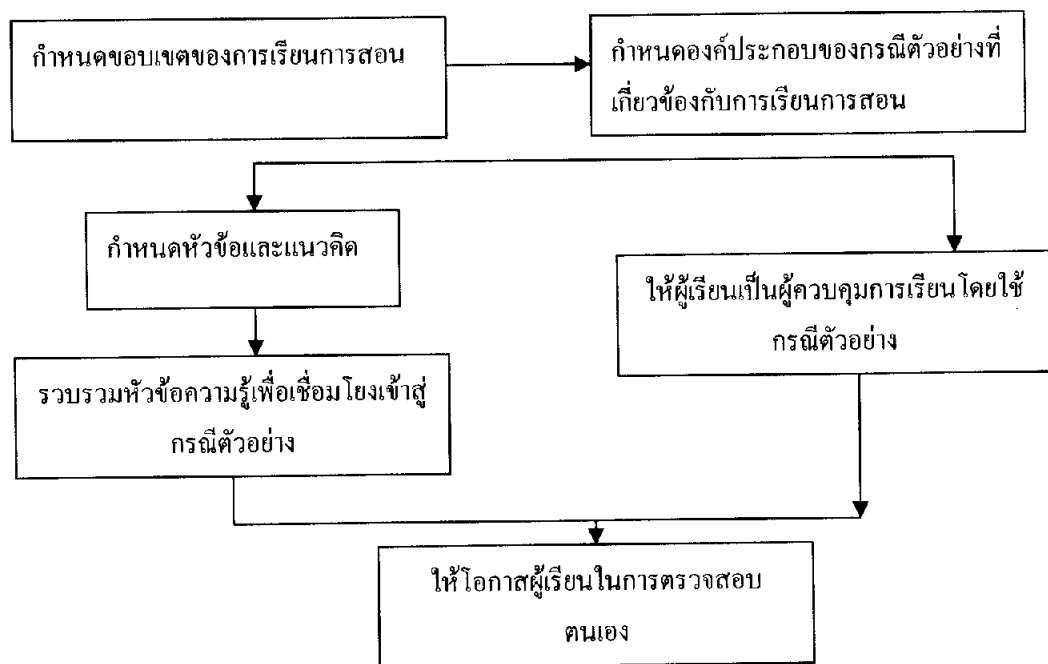 กำหนดขอบเขตของการเรียนการสอน
กำหนดองค์ประกอบของกรณีตัวอย่างที่
เกี่ยวข้องกับการเรียนการสอน
กำหนดหัวข้อและแนวคิด
ให้ผู้เรียนเป็นผู้ควบคุมการเรียนโดยใช้
กรณีตัวอย่าง
รวบรวมหัวข้อความรู้เพื่อเชื่อมโยงเข้าสู่
กรณีตัวอย่าง
ให้โอกาสผู้เรียนในการตรวจสอบ
ตนเอง